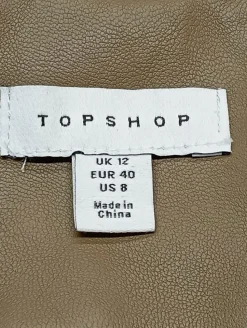 TOPSHOP
UK 12
EUR 40
US 8
Made in
China